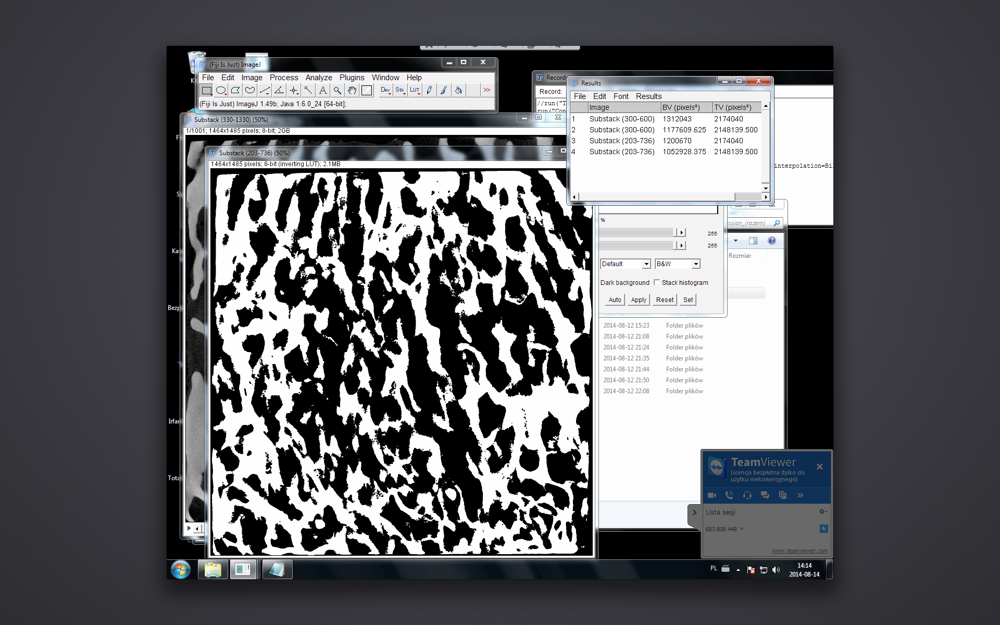 (Fiji Is Just) ImageJ
File Edit Image Process Analyze Plugins Window Help
Dev Stk LUT >>
(Fiji Is Just) ImageJ 1.49b; Java 1.6.0_24 [64-bit];
Substack (330-1330) (50%)
1/1001; 1464x1485 pixels; 8-bit; 2GB
Substack (203-736) (50%)
1464x1485 pixels; 8-bit (inverting LUT); 2.1MB
Record:
//run("T
run("Con
interpolation=Bil
Results
File Edit Font Results
Image BV (pixels³) TV (pixels³)
1 Substack (300-600) 1312043 2174040
2 Substack (300-600) 1177609.625 2148139.500
3 Substack (203-736) 1200670 2174040
4 Substack (203-736) 1052928.375 2148139.500
%
255
255
Default B&W
Dark background Stack histogram
Auto Apply Reset Set
ssion_(razem)
Rozmiar
2014-08-12 15:23 Folder plików
2014-08-12 21:08 Folder plików
2014-08-12 21:24 Folder plików
2014-08-12 21:35 Folder plików
2014-08-12 21:44 Folder plików
2014-08-12 21:50 Folder plików
2014-08-12 22:08 Folder plików
Bezp
Irfar
Tota
TeamViewer
Licencja bezpłatna (tylko do
użytku niekomercyjnego)
Lista sesji
683 808 449
www.teamviewer.com
PL
14:14
2014-08-14